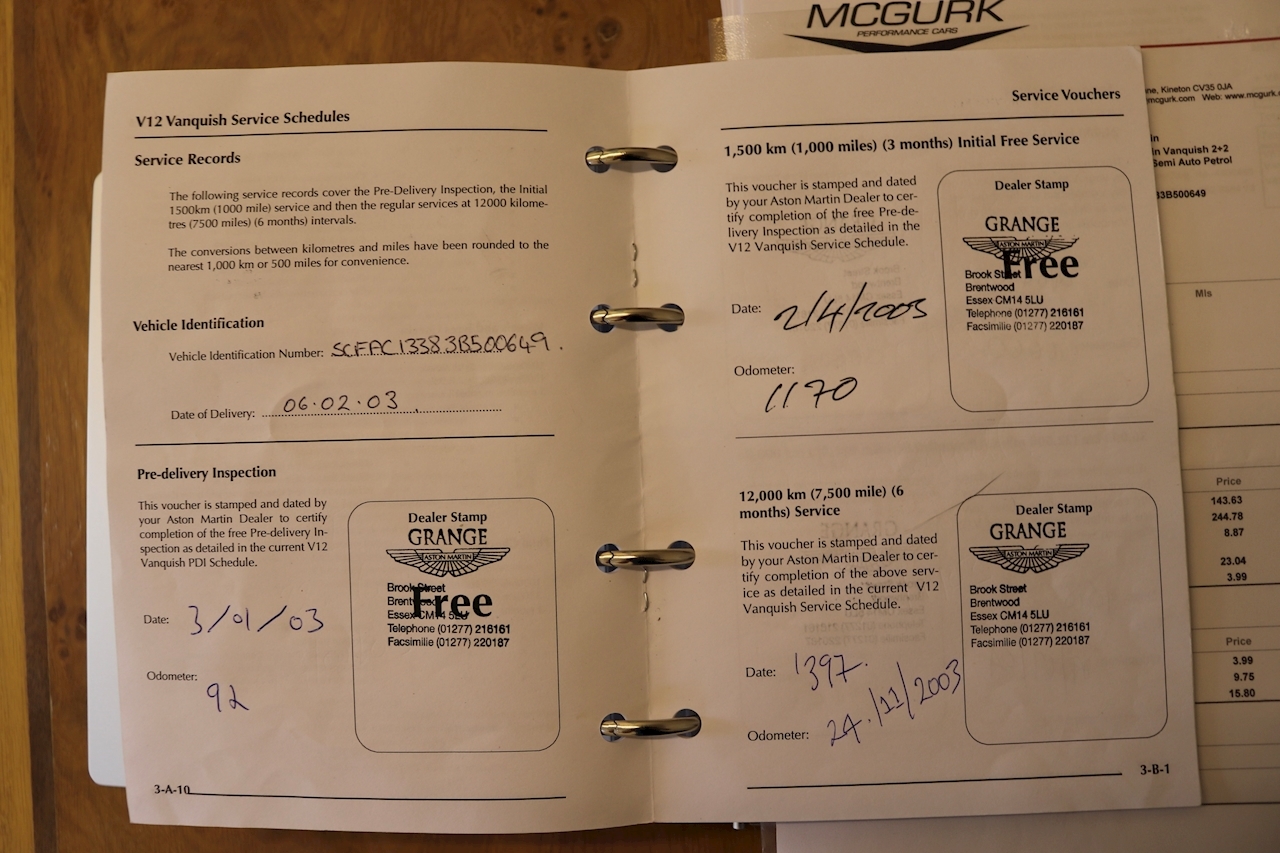 MCGURK
PERFORMANCE CARS
ne, Kineton CV35 0JA
mcgurk.com Web: www.mcgurk.
in
n Vanquish 2+2
Semi Auto Petrol
33B500649
Mls
Price
143.63
244.78
8.87
23.04
3.99
Price
3.99
9.75
15.80
V12 Vanquish Service Schedules
Service Records
The following service records cover the Pre-Delivery Inspection, the Initial
1500km (1000 mile) service and then the regular services at 12000 kilome-
tres (7500 miles) (6 months) intervals.
The conversions between kilometres and miles have been rounded to the
nearest 1,000 km or 500 miles for convenience.
Vehicle Identification
Vehicle Identification Number: SCFAC13383B500649.
Date of Delivery: 06.02.03
Pre-delivery Inspection
This voucher is stamped and dated by
your Aston Martin Dealer to certify
completion of the free Pre-delivery In-
spection as detailed in the current V12
Vanquish PDI Schedule.
Date: 3/01/03
Odometer:
92
Dealer Stamp
GRANGE
ASTON MARTIN
Free
Brook Street
Brentwood
Essex CM14 5LU
Telephone (01277) 216161
Facsimilie (01277) 220187
3-A-10
Service Vouchers
1,500 km (1,000 miles) (3 months) Initial Free Service
This voucher is stamped and dated
by your Aston Martin Dealer to cer-
tify completion of the free Pre-de-
livery Inspection as detailed in the
V12 Vanquish Service Schedule.
Date: 2/4/2003
Odometer:
1170
Dealer Stamp
GRANGE
ASTON MARTIN
Free
Brook Street
Brentwood
Essex CM14 5LU
Telephone (01277) 216161
Facsimilie (01277) 220187
12,000 km (7,500 mile) (6
months) Service
This voucher is stamped and dated
by your Aston Martin Dealer to cer-
tify completion of the above serv-
ice as detailed in the current V12
Vanquish Service Schedule.
Date: 1397.
Odometer: 24./11/2003
Dealer Stamp
GRANGE
ASTON MARTIN
Brook Street
Brentwood
Essex CM14 5LU
Telephone (01277) 216161
Facsimilie (01277) 220187
3-B-1